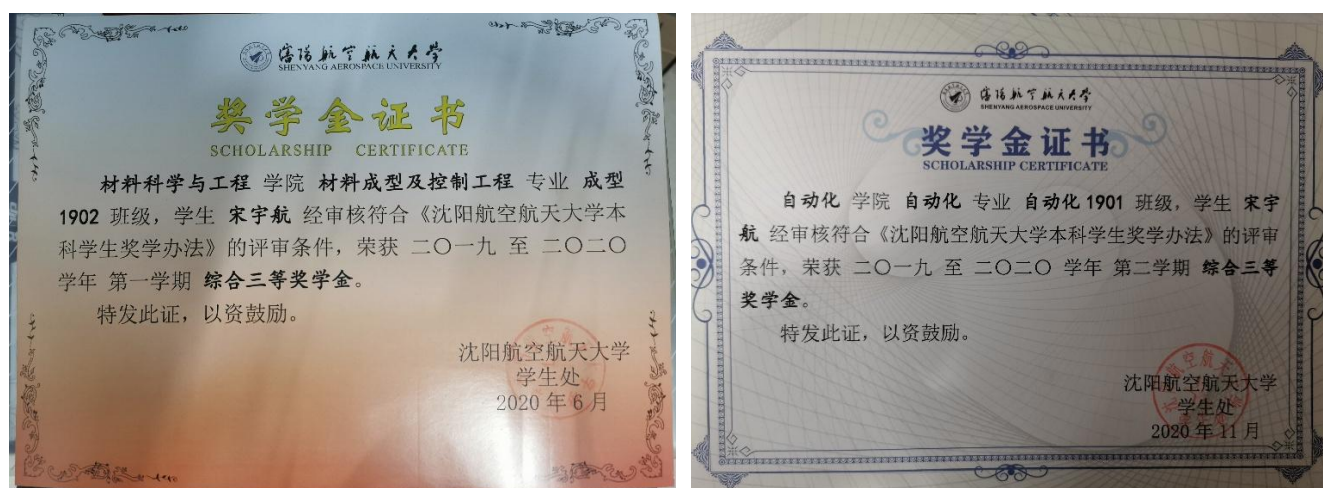 沈阳航空航天大学
SHENYANG AEROSPACE UNIVERSITY
奖学金证书
SCHOLARSHIP CERTIFICATE
材料科学与工程 学院 材料成型及控制工程 专业 成型
1902 班级，学生 宋宇航 经审核符合《沈阳航空航天大学本
科学生奖学办法》的评审条件，荣获 二〇一九 至 二〇二〇
学年 第一学期 综合三等奖学金。
特发此证，以资鼓励。
沈阳航空航天大学
学生处
2020 年 6 月
沈阳航空航天大学
SHENYANG AEROSPACE UNIVERSITY
奖学金证书
SCHOLARSHIP CERTIFICATE
自动化 学院 自动化 专业 自动化 1901 班级，学生 宋宇
航 经审核符合《沈阳航空航天大学本科学生奖学办法》的评审
条件，荣获 二〇一九 至 二〇二〇 学年 第二学期 综合三等
奖学金。
特发此证，以资鼓励。
沈阳航空航天大学
学生处
2020 年 11 月